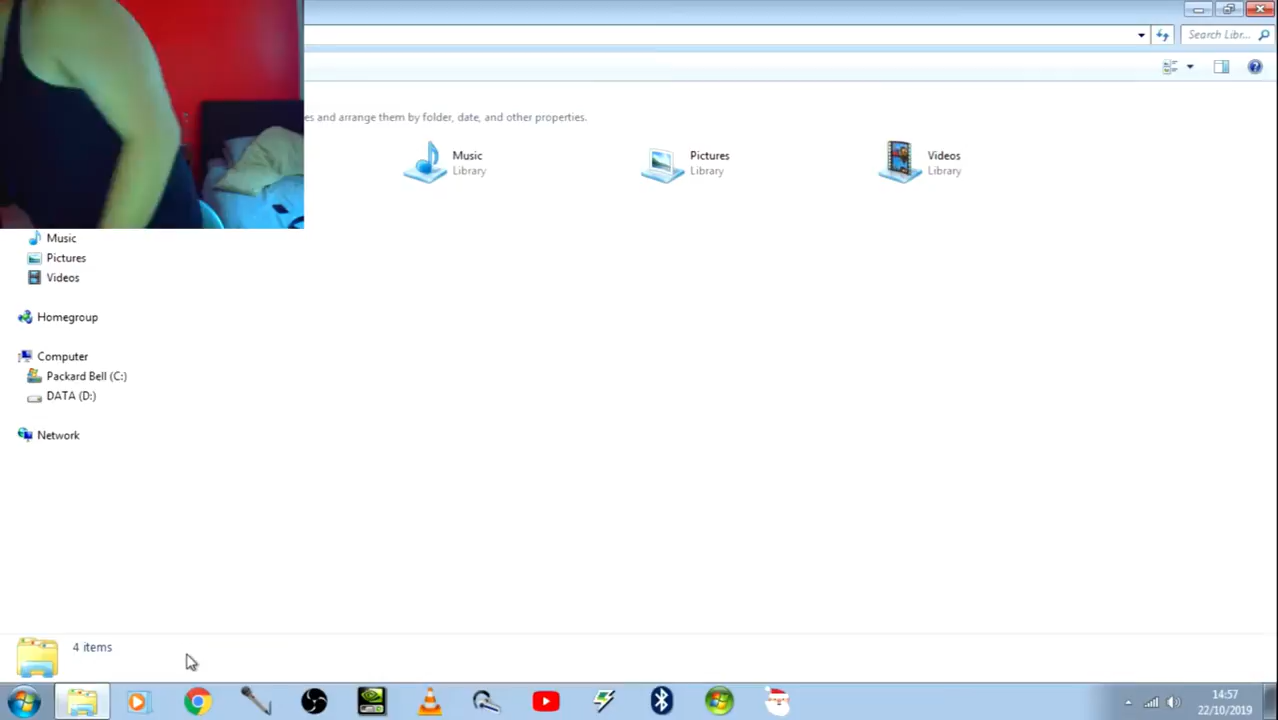 Search Libr...
es and arrange them by folder, date, and other properties.
Music
Library
Pictures
Library
Videos
Library
Music
Pictures
Videos
Homegroup
Computer
Packard Bell (C:)
DATA (D:)
Network
4 items
14:57
22/10/2019